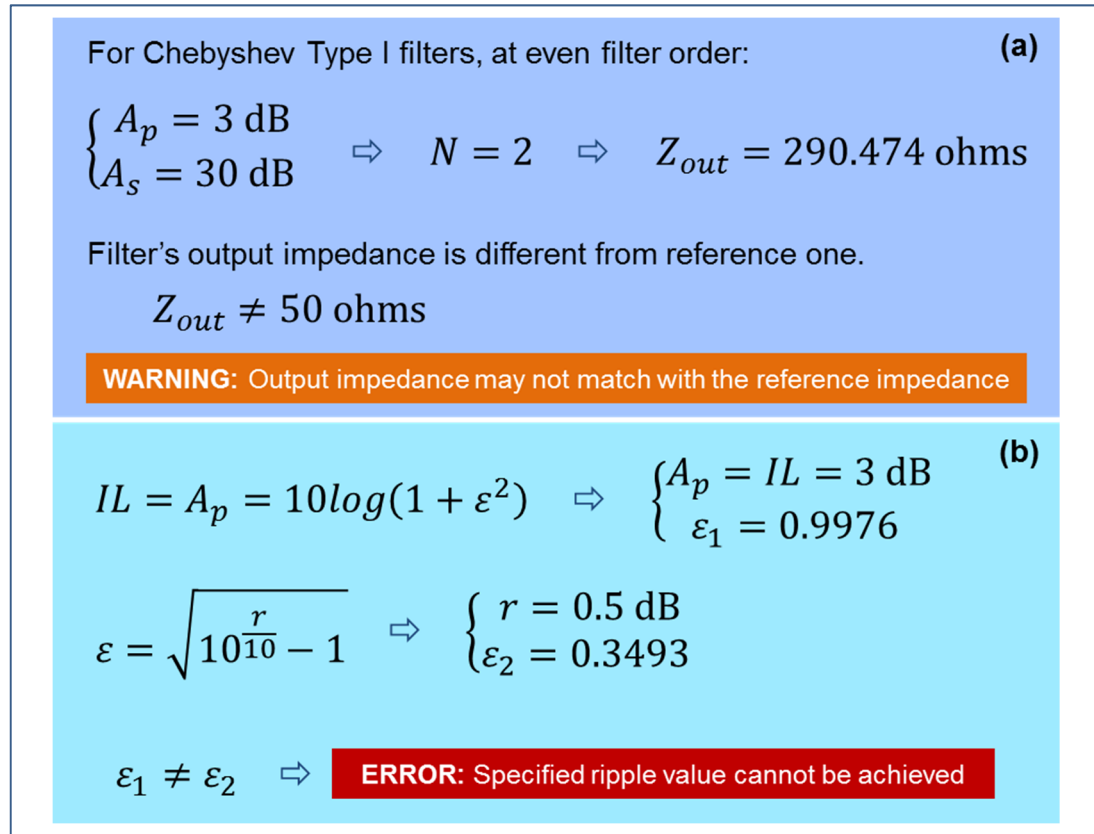 For Chebyshev Type I filters, at even filter order: (a)
{A_p = 3 dB
A_s = 30 dB ⇨ N = 2 ⇨ Z_out = 290.474 ohms
Filter’s output impedance is different from reference one.
Z_out ≠ 50 ohms
WARNING: Output impedance may not match with the reference impedance
(b)
IL = A_p = 10log(1 + ε²) ⇨ {A_p = IL = 3 dB
ε₁ = 0.9976
ε = √(10^(r/10) − 1) ⇨ {r = 0.5 dB
ε₂ = 0.3493
ε₁ ≠ ε₂ ⇨ ERROR: Specified ripple value cannot be achieved